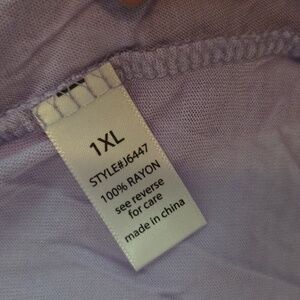 1XL
STYLE#J6447
100% RAYON
see reverse
for care
made in china